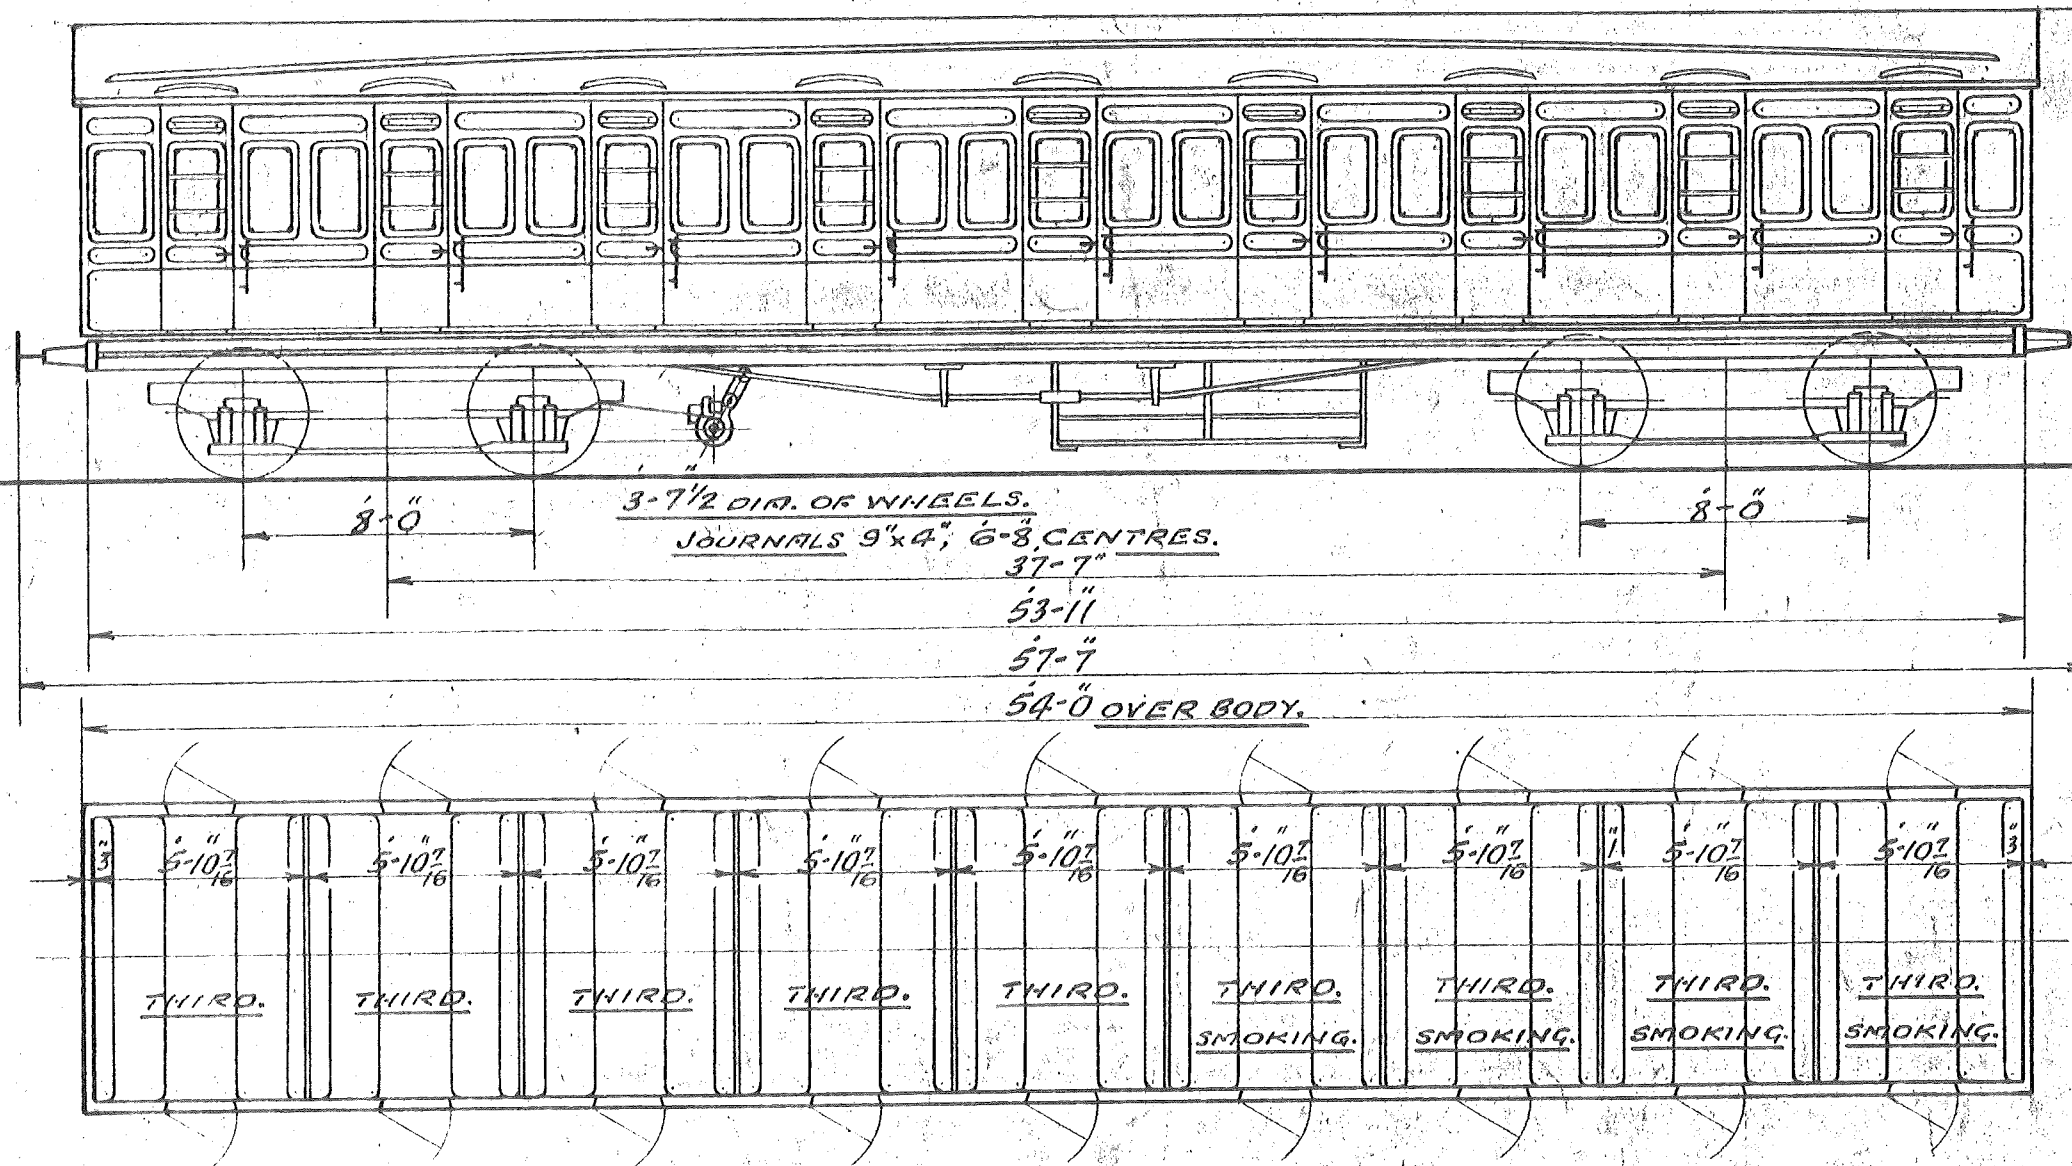 3'-7 1/2" DIA. OF WHEELS.
8'-0"
8'-0"
JOURNALS 9"x4", 6'-8" CENTRES.
37'-7"
53'-11"
57'-7"
54'-0" OVER BODY.
3" 5'-10 7/16" 5'-10 7/16" 5'-10 7/16" 5'-10 7/16" 5'-10 7/16" 5'-10 7/16" 5'-10 7/16" 1" 5'-10 7/16" 5'-10 7/16" 3"
THIRD. THIRD. THIRD. THIRD. THIRD. THIRD. THIRD. THIRD. THIRD.
SMOKING. SMOKING. SMOKING. SMOKING.